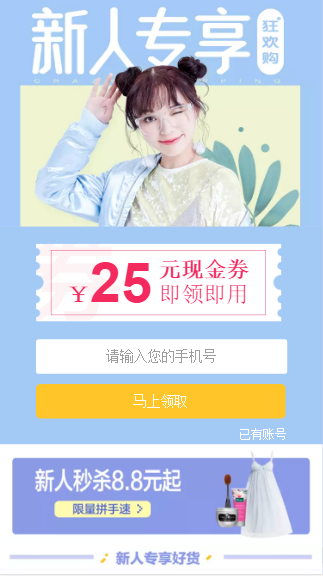 新人专享
狂欢购
¥25
元现金券
即领即用
请输入您的手机号
马上领取
已有账号
新人秒杀8.8元起
限量拼手速 >
新人专享好货